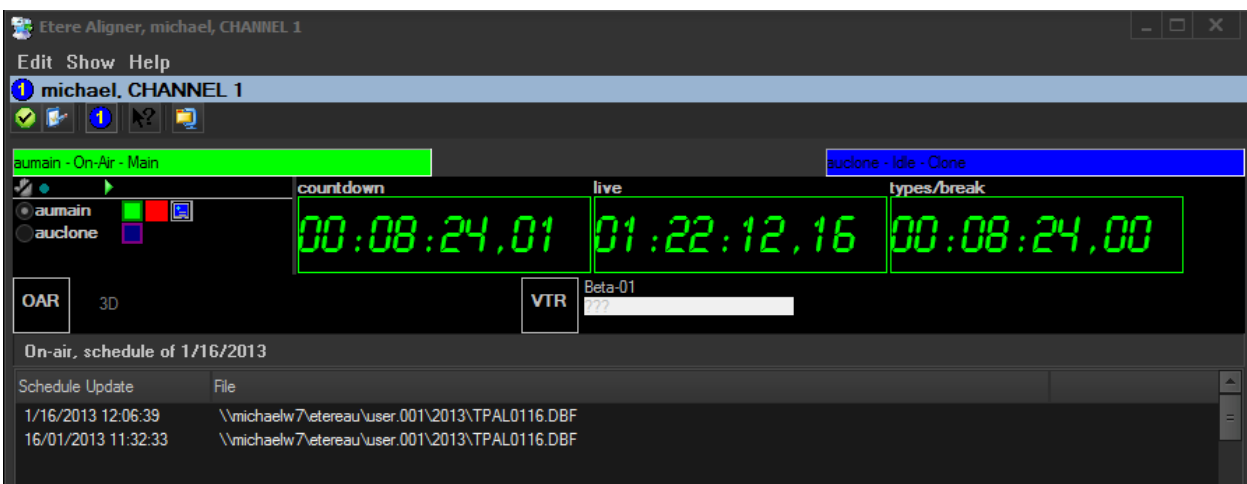 Etere Aligner, michael, CHANNEL 1
Edit Show Help
1 michael, CHANNEL 1
1
aumain - On-Air - Main auclone - Idle - Clone
countdown live types/break
aumain
auclone
00:08:24,01 01:22:12,16 00:08:24,00
OAR 3D VTR Beta-01
???
On-air, schedule of 1/16/2013
Schedule Update File
1/16/2013 12:06:39 \\michaelw7\etereau\user.001\2013\TPAL0116.DBF
16/01/2013 11:32:33 \\michaelw7\etereau\user.001\2013\TPAL0116.DBF